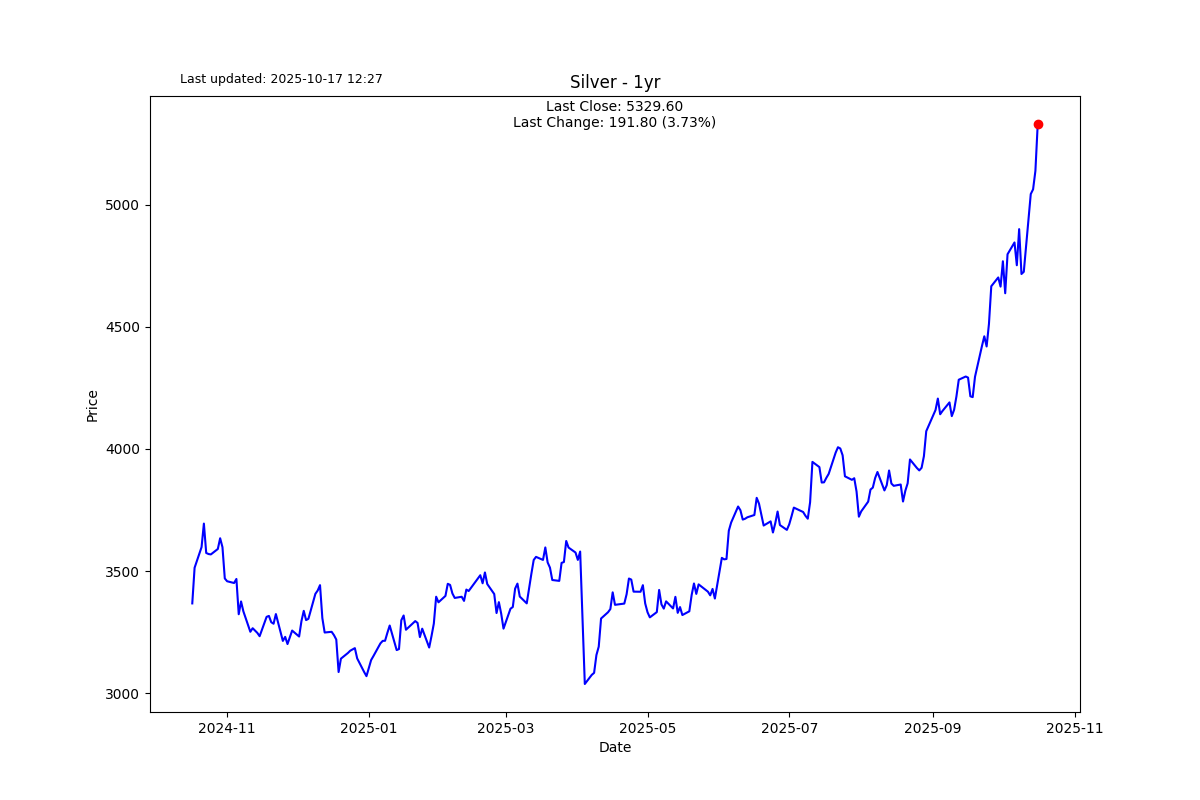 Last updated: 2025-10-17 12:27
Silver - 1yr
Last Close: 5329.60
Last Change: 191.80 (3.73%)
Price
5000
4500
4000
3500
3000
2024-11
2025-01
2025-03
2025-05
2025-07
2025-09
2025-11
Date